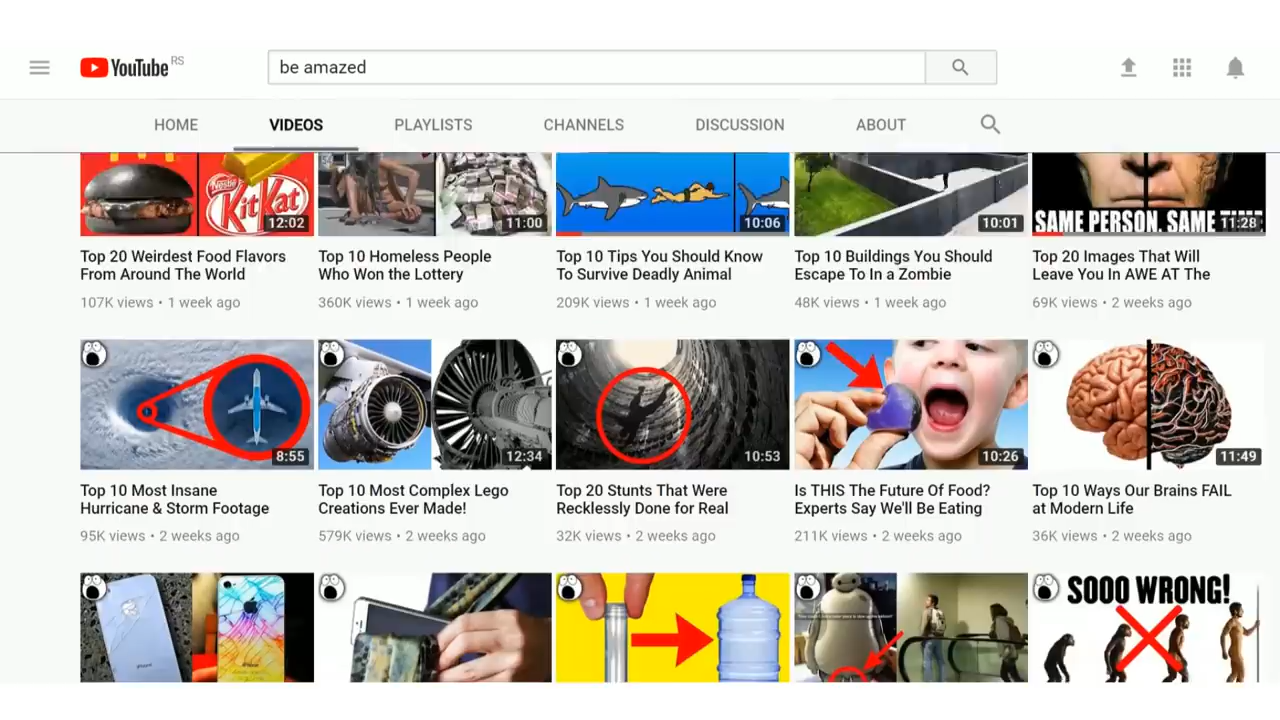 YouTube RS
be amazed
HOME VIDEOS PLAYLISTS CHANNELS DISCUSSION ABOUT
Nestle
KitKat
12:02
11:00
10:06
10:01
SAME PERSON. SAME TIME
11:28
Top 20 Weirdest Food Flavors
From Around The World
107K views • 1 week ago
Top 10 Homeless People
Who Won the Lottery
360K views • 1 week ago
Top 10 Tips You Should Know
To Survive Deadly Animal
209K views • 1 week ago
Top 10 Buildings You Should
Escape To In a Zombie
48K views • 1 week ago
Top 20 Images That Will
Leave You In AWE AT The
69K views • 2 weeks ago
8:55
12:34
10:53
10:26
11:49
Top 10 Most Insane
Hurricane & Storm Footage
95K views • 2 weeks ago
Top 10 Most Complex Lego
Creations Ever Made!
579K views • 2 weeks ago
Top 20 Stunts That Were
Recklessly Done for Real
32K views • 2 weeks ago
Is THIS The Future Of Food?
Experts Say We'll Be Eating
211K views • 2 weeks ago
Top 10 Ways Our Brains FAIL
at Modern Life
36K views • 2 weeks ago
SOOO WRONG!